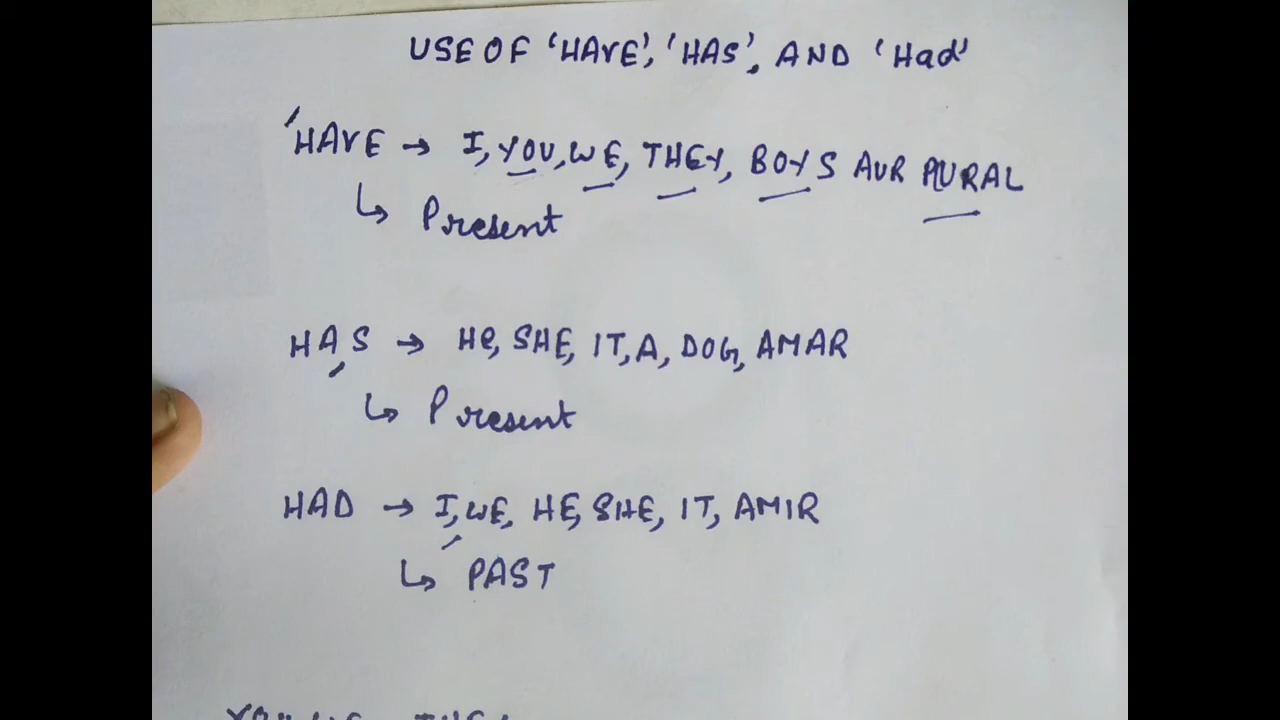 USE OF 'HAVE', 'HAS', AND 'Had'
'HAVE → I, YOU, WE, THEY, BOYS AUR PLURAL
↳ Present
HAS → He, SHE, IT, A, DOG, AMAR
↳ Present
HAD → I, WE, HE, SHE, IT, AMIR
↳ PAST